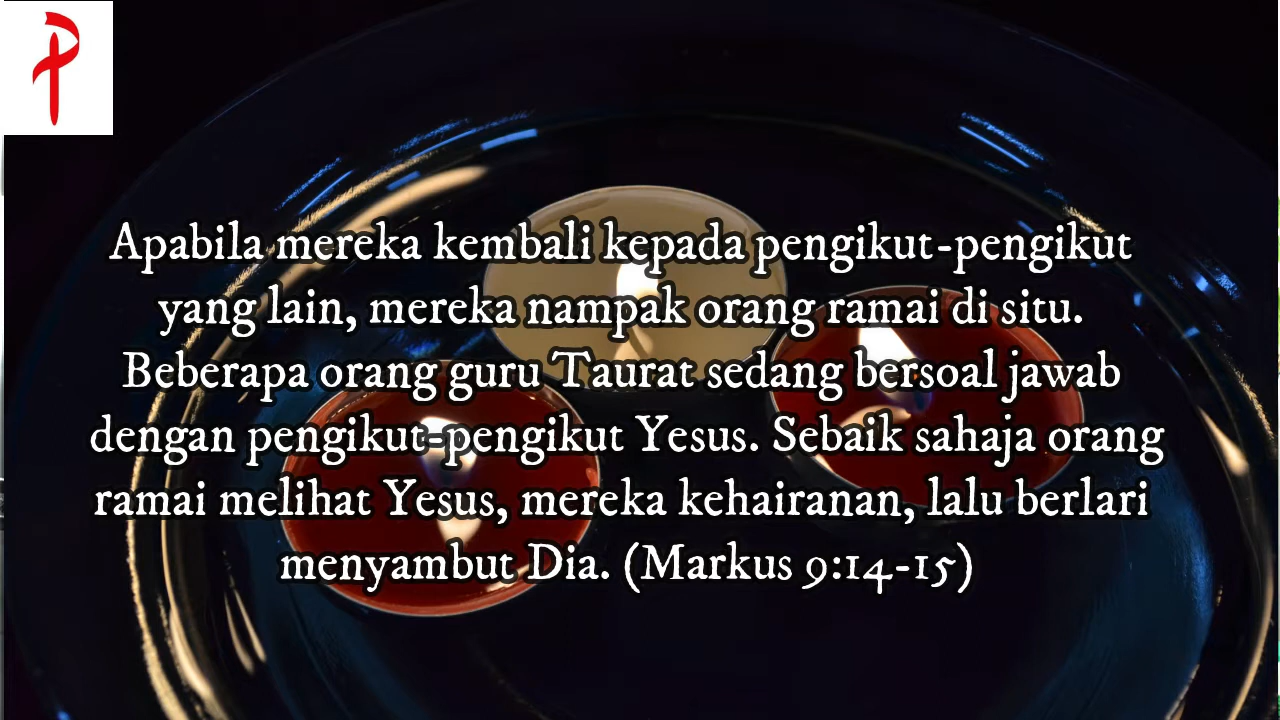 Apabila mereka kembali kepada pengikut-pengikut
yang lain, mereka nampak orang ramai di situ.
Beberapa orang guru Taurat sedang bersoal jawab
dengan pengikut-pengikut Yesus. Sebaik sahaja orang
ramai melihat Yesus, mereka kehairanan, lalu berlari
menyambut Dia. (Markus 9:14-15)